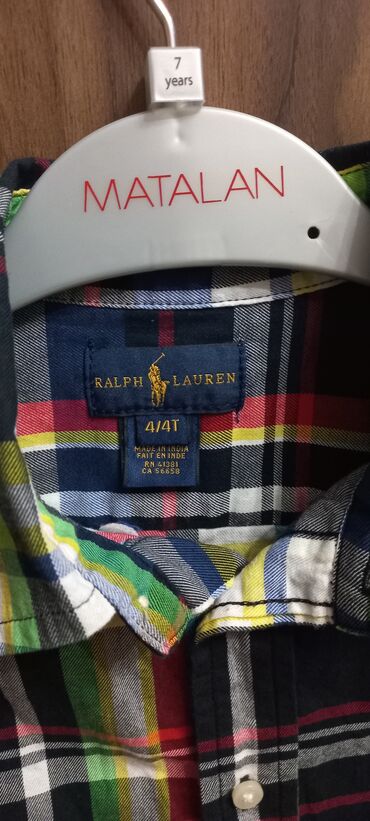 7
years
MATALAN
RALPH LAUREN
4/4T
MADE IN INDIA
FAIT EN INDE
RN 41381
CA 56658